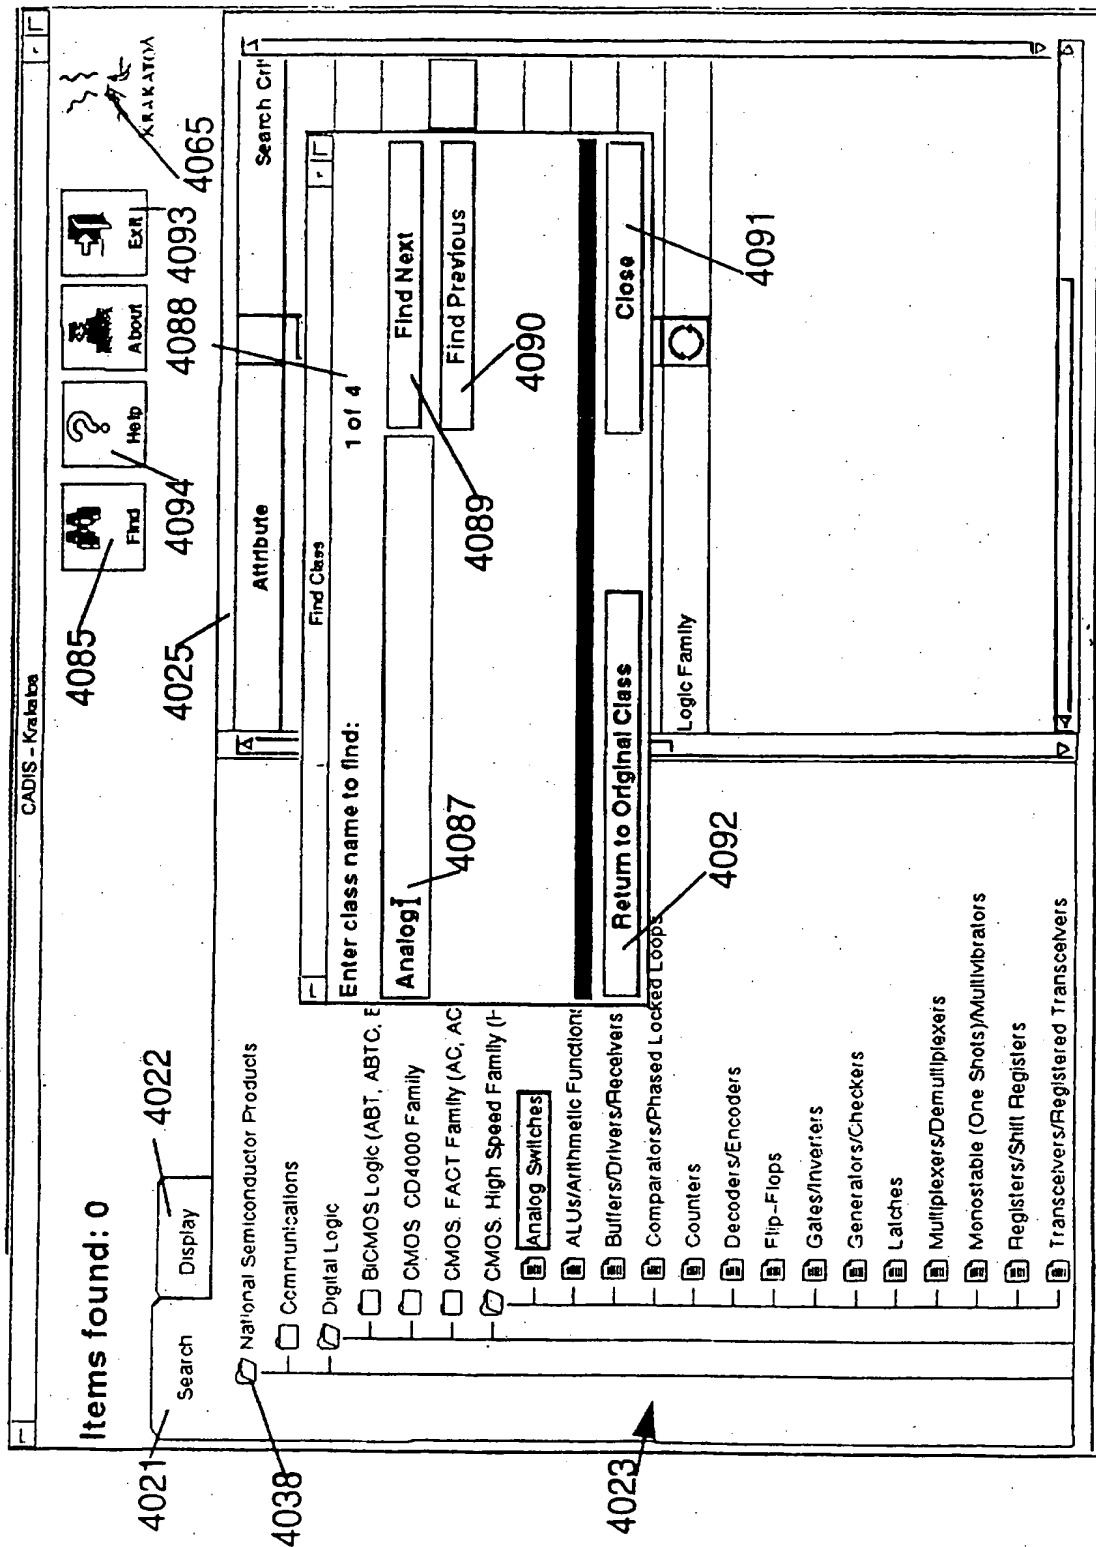 CADIS - Krakatoa
Items found: 0
Find
Help
About
Exit
KRAKATOA
4085
4094
4088
4093
4065
4021
Search
Display
4022
4025
Attribute
Search Cri
4038
National Semiconductor Products
Communications
Digital Logic
BiCMOS Logic (ABT, ABTC, B
CMOS CD4000 Family
CMOS. FACT Family (AC, AC
CMOS. High Speed Family (H
Analog Switches
ALUs/Arithmetic Functions
Buffers/Drivers/Receivers
Comparators/Phased Locked Loops
Counters
Decoders/Encoders
Flip-Flops
Gates/Inverters
Generators/Checkers
Latches
Multiplexers/Demultiplexers
Monostable (One Shots)/Multivibrators
Registers/Shift Registers
Transceivers/Registered Transceivers
4023
Find Class
Enter class name to find:
1 of 4
Analog
Find Next
Find Previous
4087
4089
4090
Return to Original Class
Close
4092
4091
Logic Family